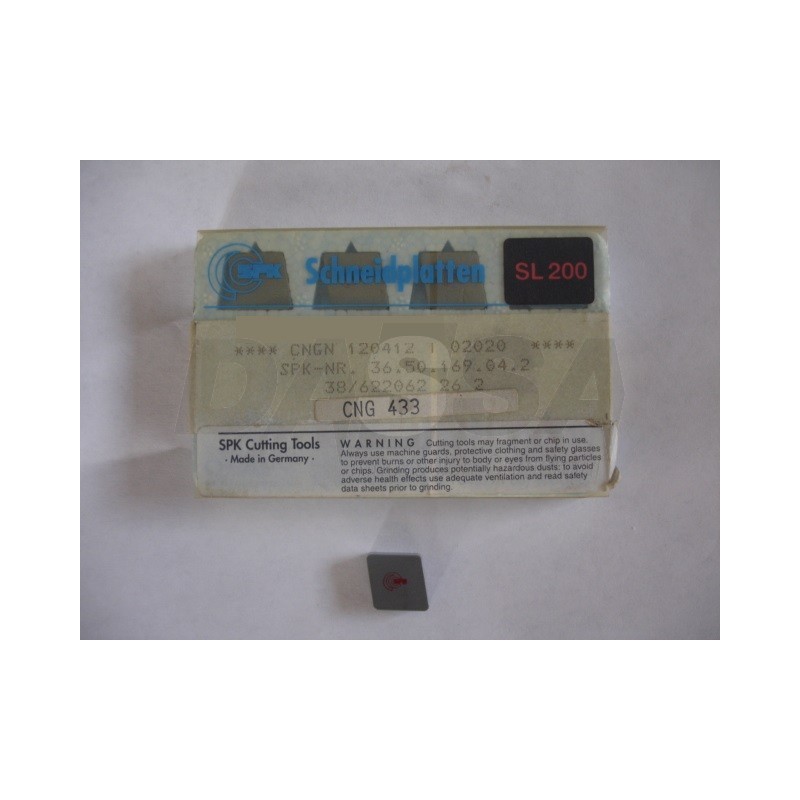 SPK Schneidplatten SL 200
**** CNGN 120412 T 02020 ****
SPK-NR. 36.50.169.04.2
38/622062 26.2
CNG 433
SPK Cutting Tools
- Made in Germany -
WARNING Cutting tools may fragment or chip in use.
Always use machine guards, protective clothing and safety glasses
to prevent burns or other injury to body or eyes from flying particles
or chips. Grinding produces potentially hazardous dusts: to avoid
adverse health effects use adequate ventilation and read safety
data sheets prior to grinding.
SPK
DASSA